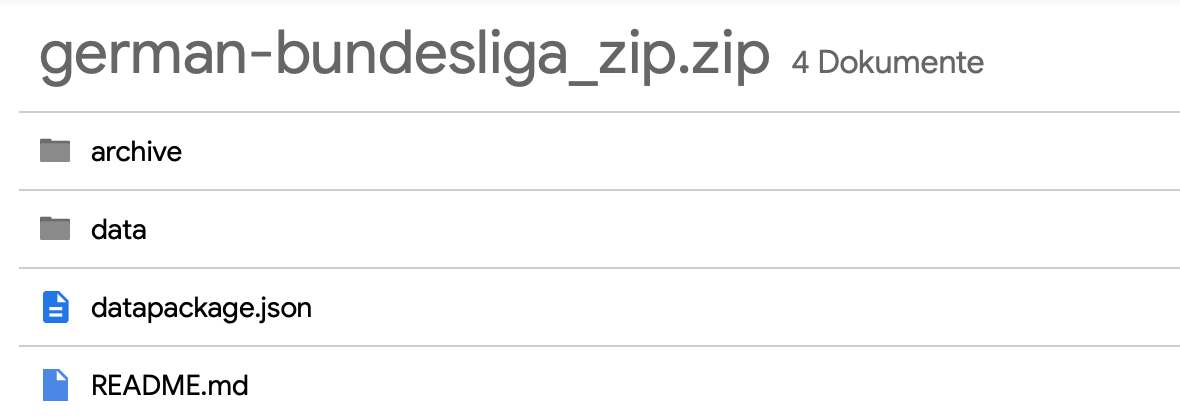 german-bundesliga_zip.zip 4 Dokumente
archive
data
datapackage.json
README.md